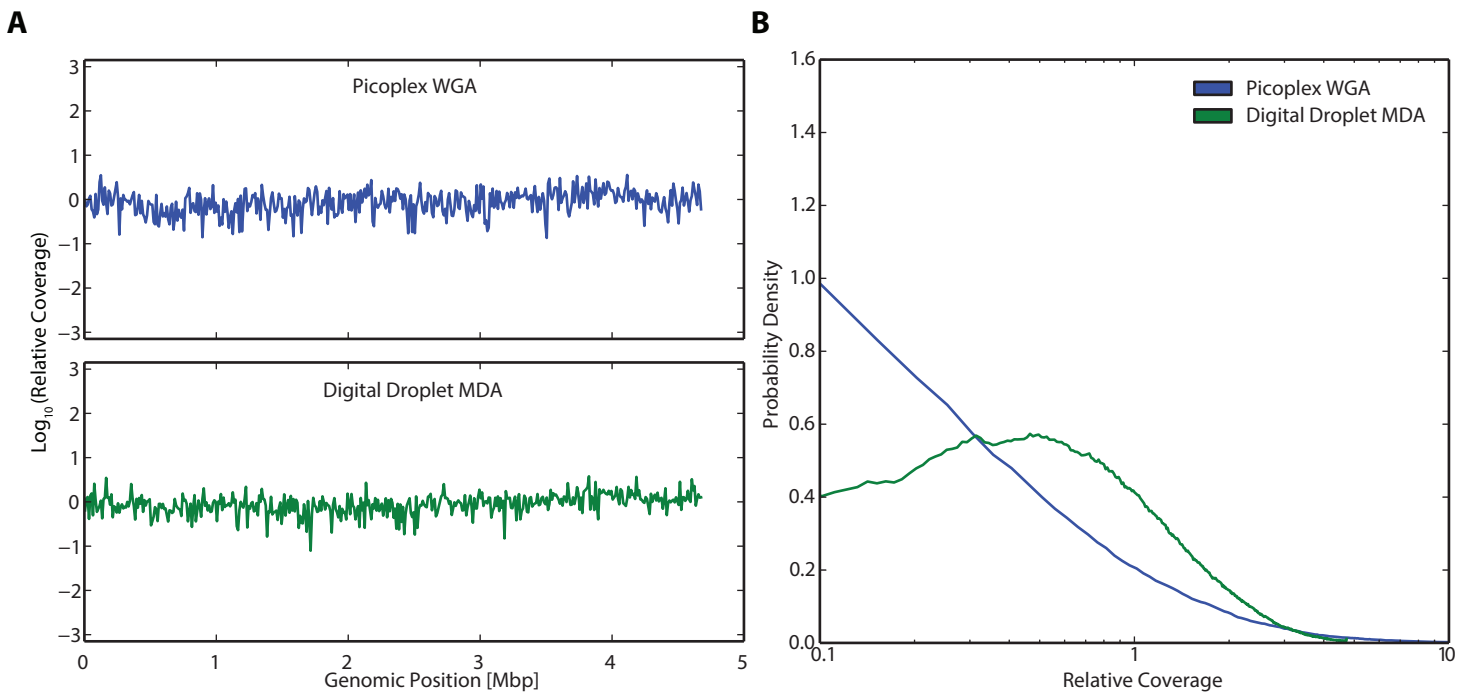 A
Log10(Relative Coverage)
3
2
1
0
−1
−2
−3
Picoplex WGA
3
2
1
0
−1
−2
−3
Digital Droplet MDA
0 1 2 3 4 5
Genomic Position [Mbp]
B
Probability Density
1.6
1.4
1.2
1.0
0.8
0.6
0.4
0.2
0.0
Picoplex WGA
Digital Droplet MDA
0.1 1 10
Relative Coverage